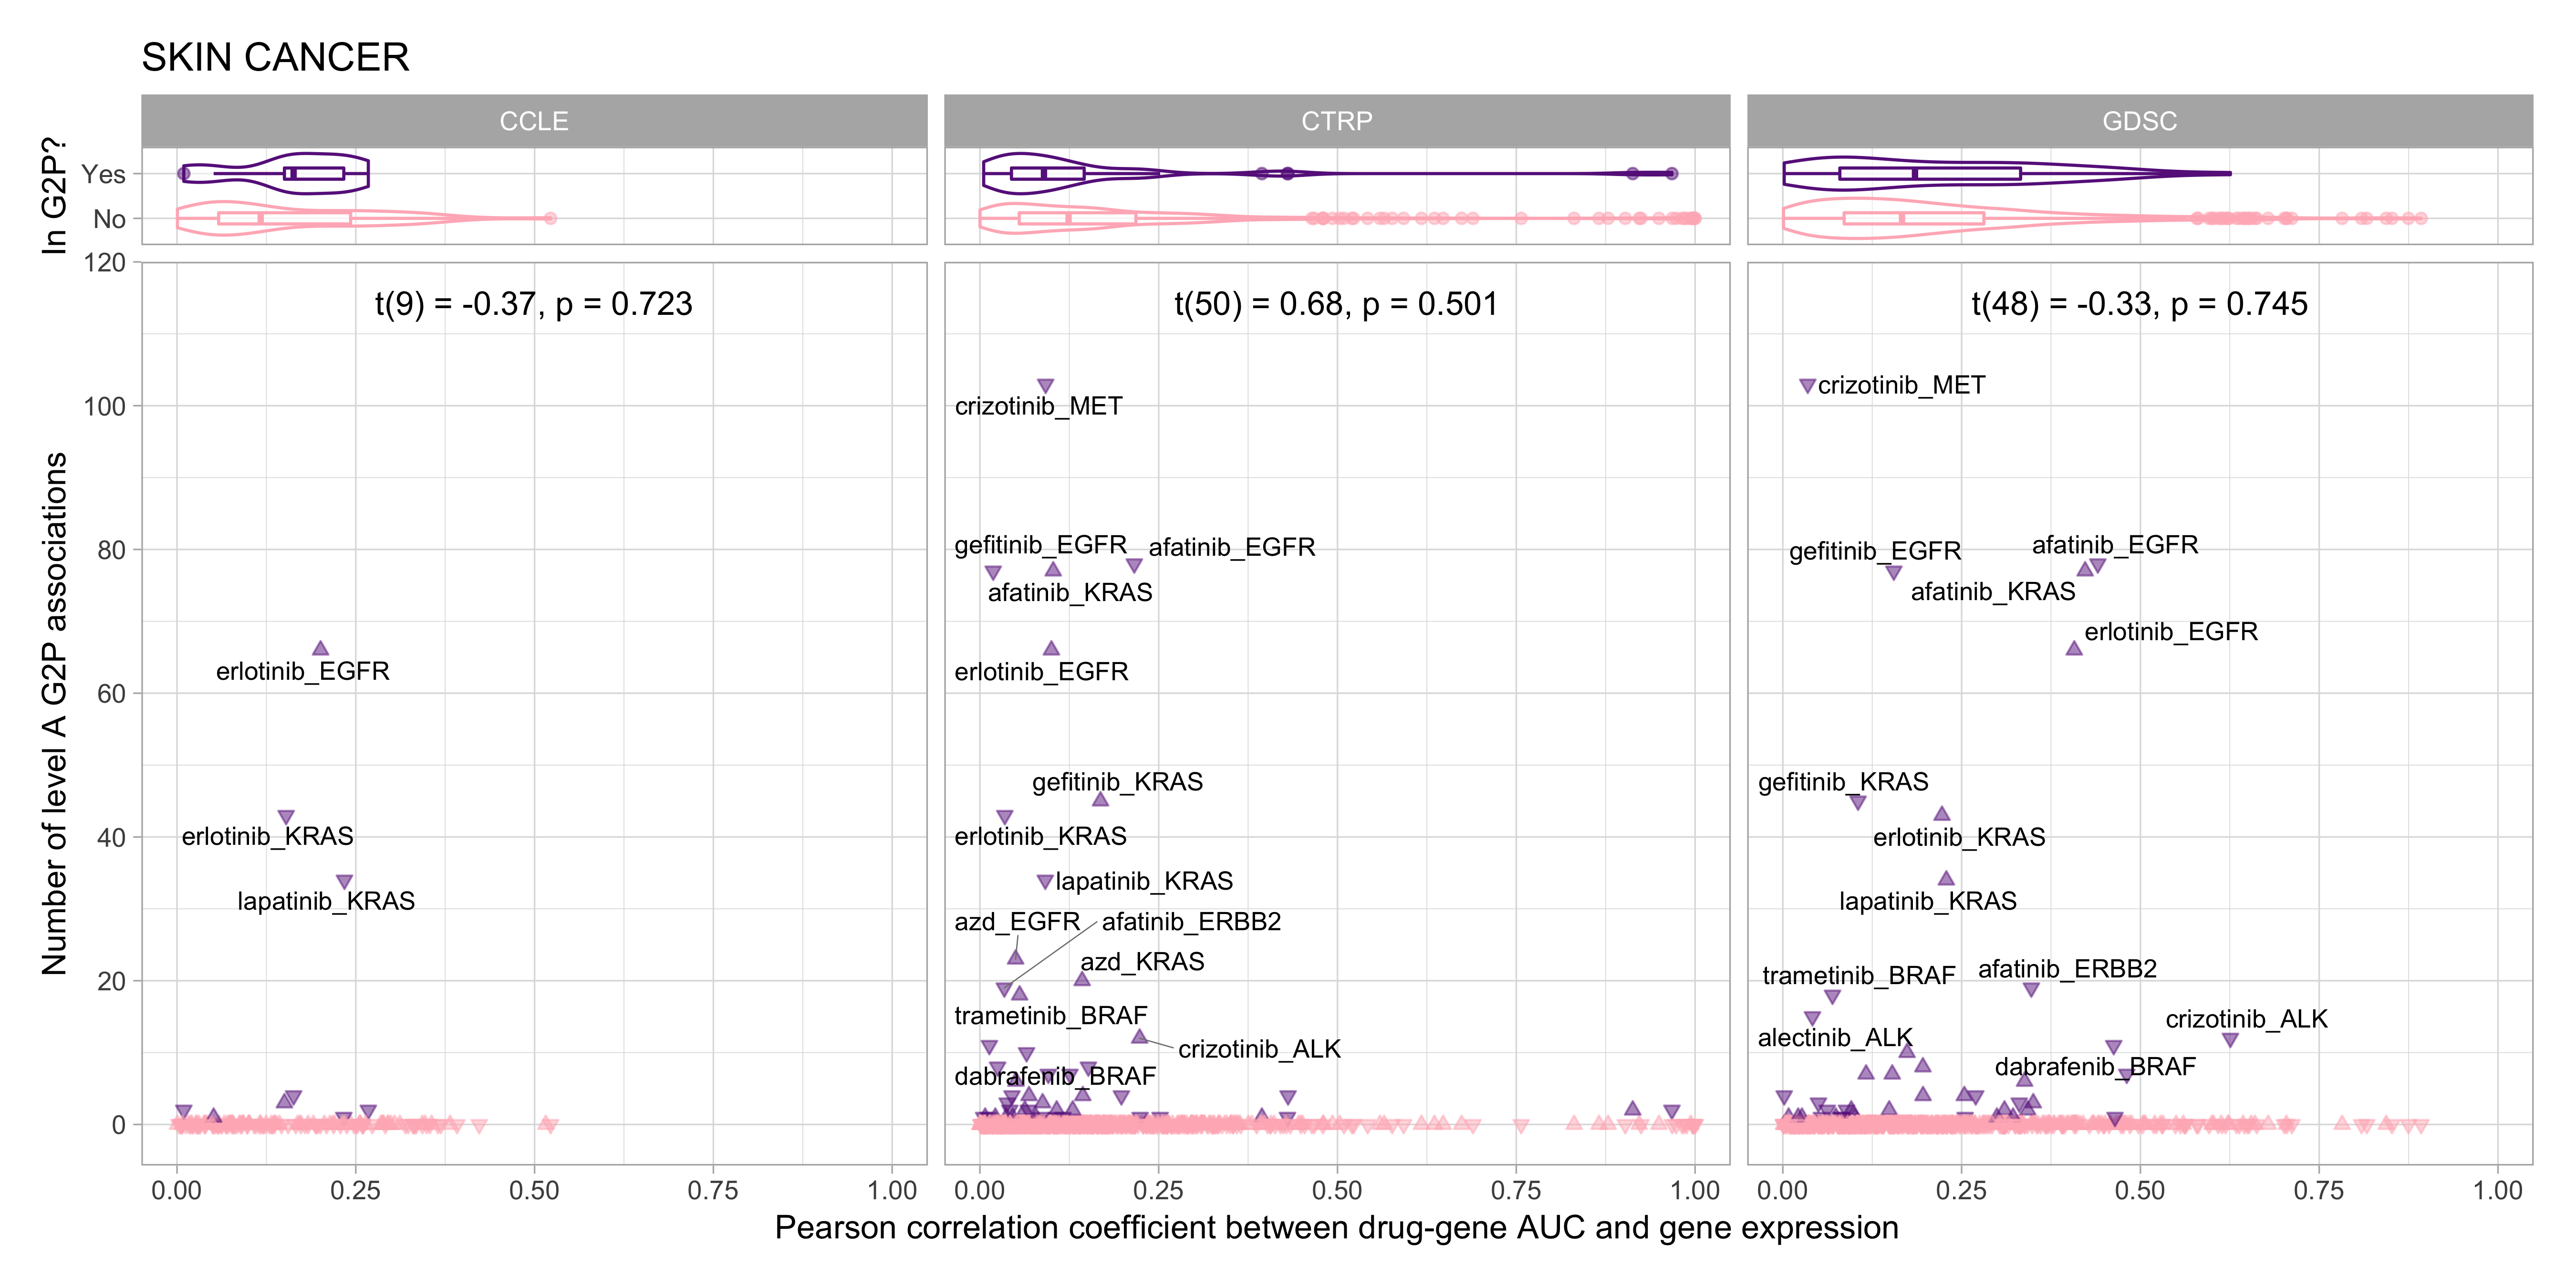 SKIN CANCER
CCLE CTRP GDSC
In G2P?
Yes
No
Number of level A G2P associations
120
100
80
60
40
20
0
t(9) = -0.37, p = 0.723
erlotinib_EGFR
erlotinib_KRAS
lapatinib_KRAS
t(50) = 0.68, p = 0.501
crizotinib_MET
gefitinib_EGFR afatinib_EGFR
afatinib_KRAS
erlotinib_EGFR
gefitinib_KRAS
erlotinib_KRAS
lapatinib_KRAS
azd_EGFR afatinib_ERBB2
azd_KRAS
trametinib_BRAF
crizotinib_ALK
dabrafenib_BRAF
t(48) = -0.33, p = 0.745
crizotinib_MET
gefitinib_EGFR afatinib_EGFR
afatinib_KRAS
erlotinib_EGFR
gefitinib_KRAS
erlotinib_KRAS
lapatinib_KRAS
trametinib_BRAF afatinib_ERBB2
crizotinib_ALK
alectinib_ALK
dabrafenib_BRAF
0.00 0.25 0.50 0.75 1.00 0.00 0.25 0.50 0.75 1.00 0.00 0.25 0.50 0.75 1.00
Pearson correlation coefficient between drug-gene AUC and gene expression